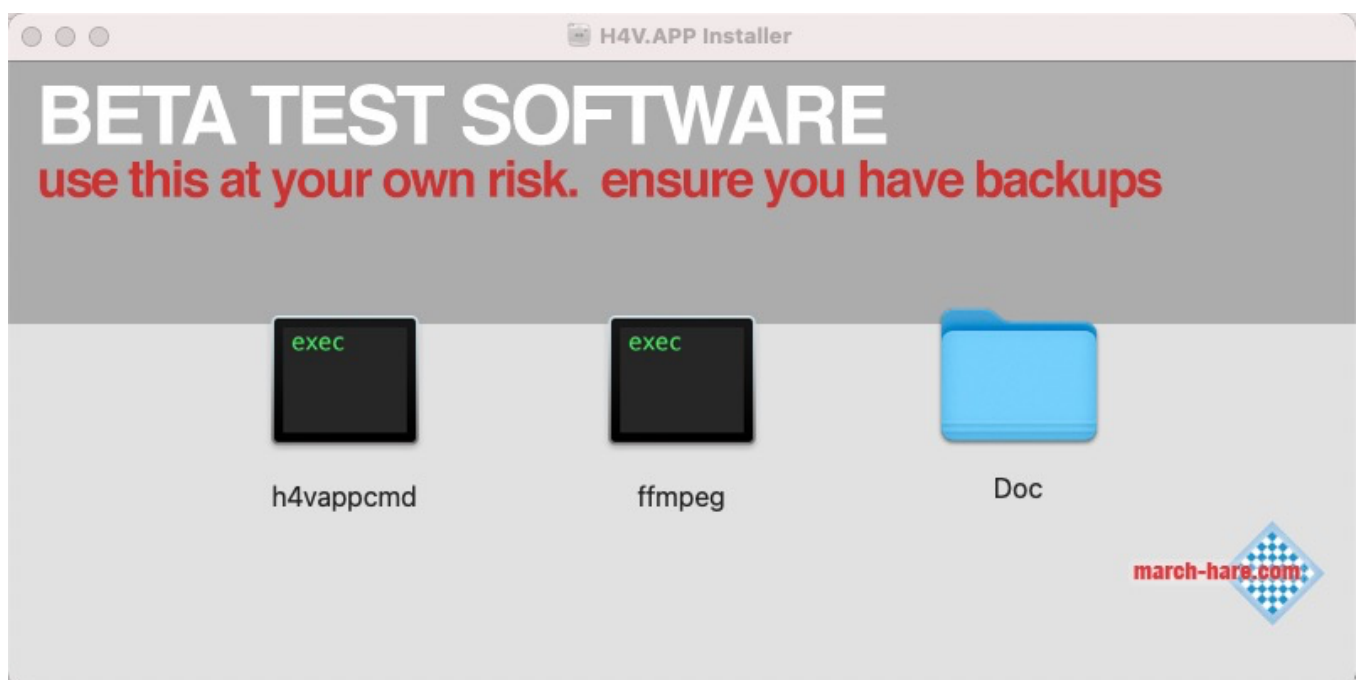 H4V.APP Installer
BETA TEST SOFTWARE
use this at your own risk.  ensure you have backups
exec
exec
h4vappcmd
ffmpeg
Doc
march-hare.com